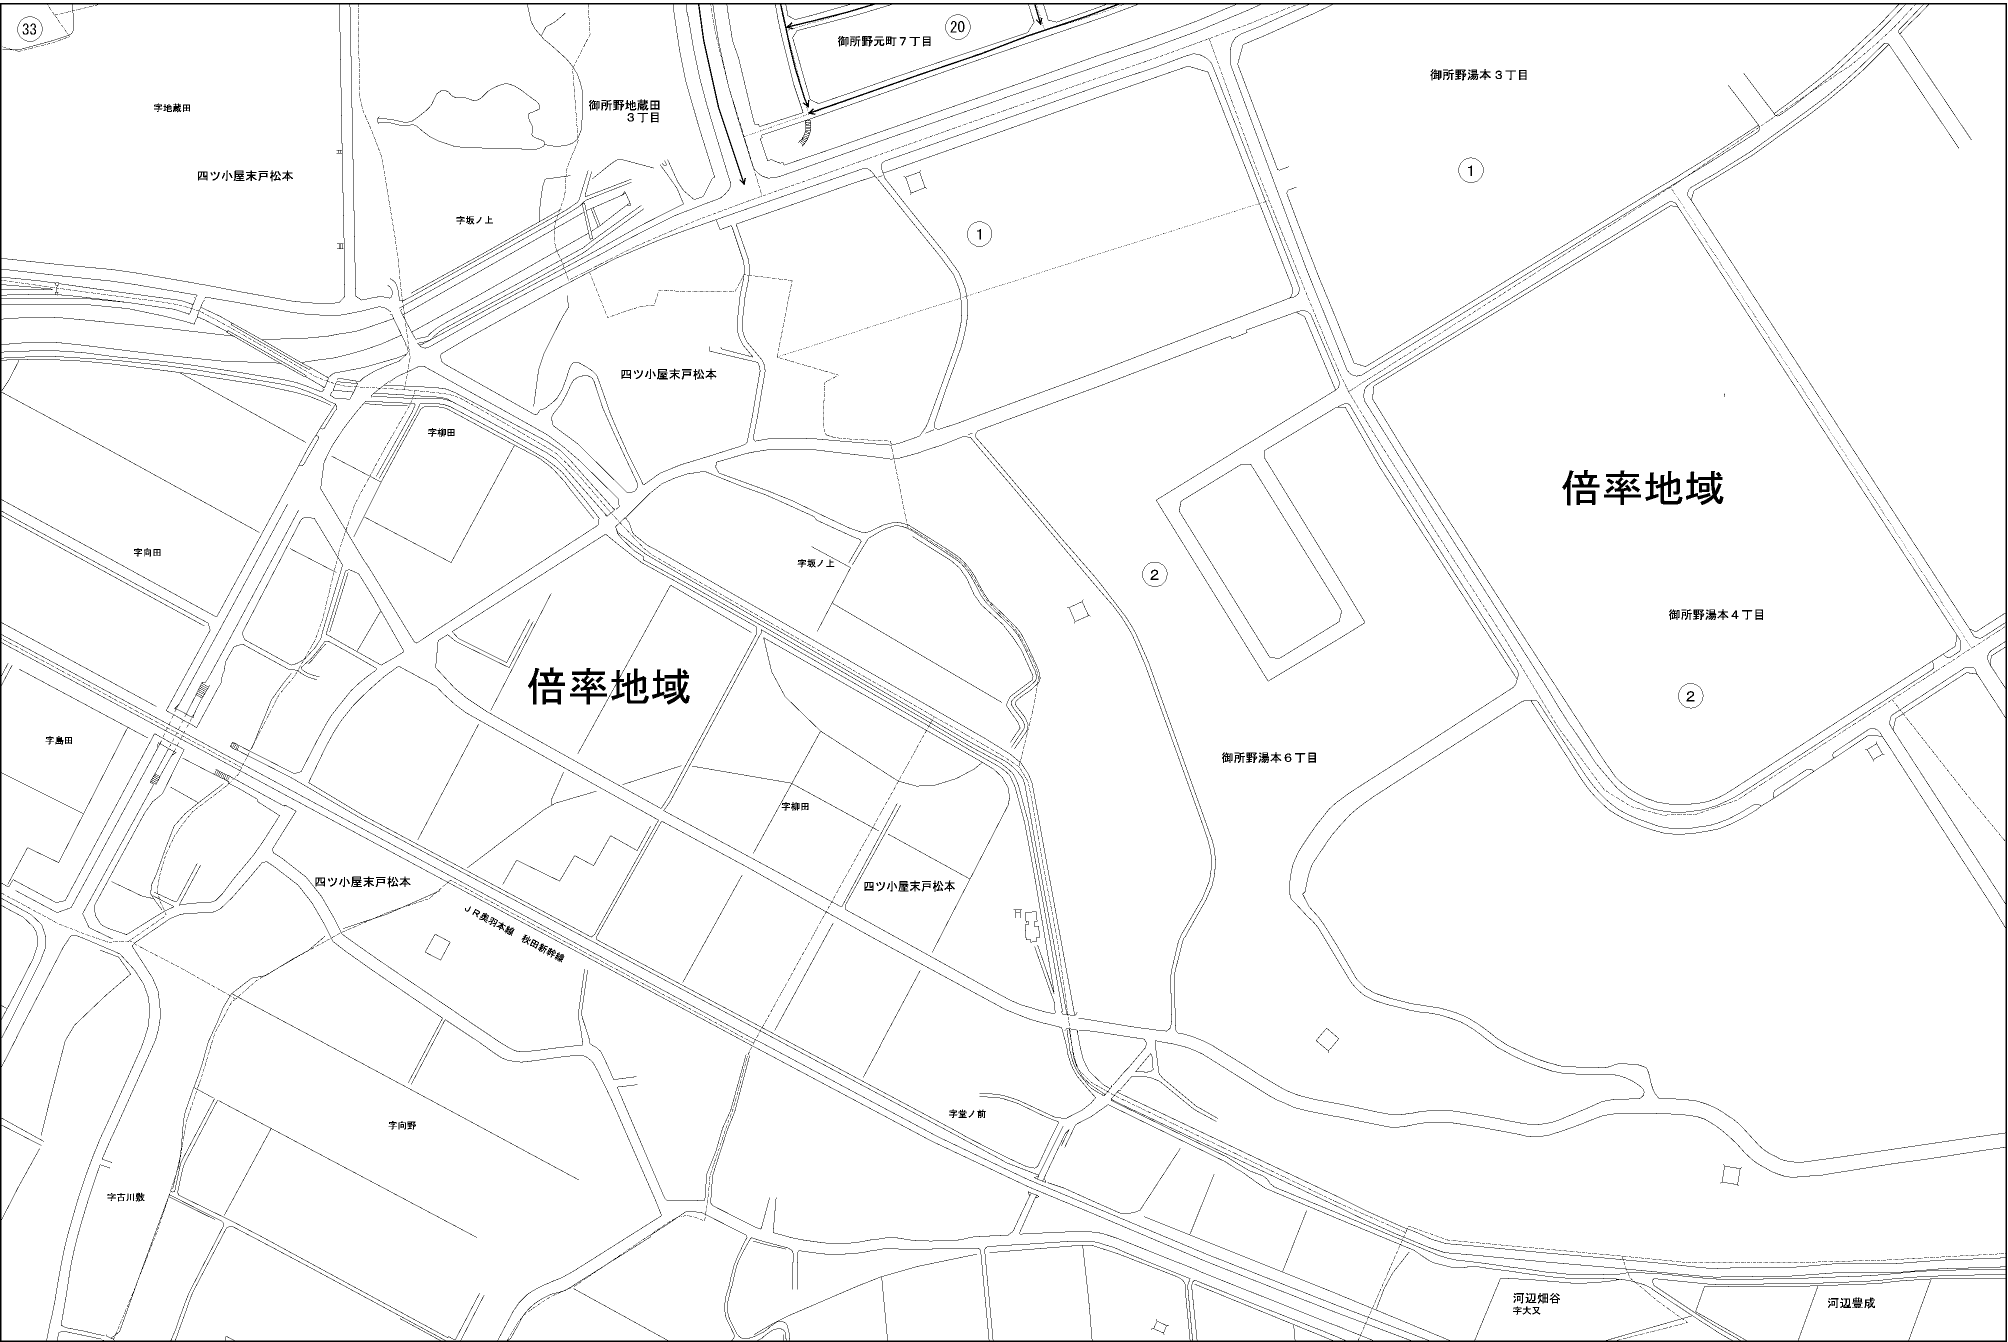 33
20
御所野元町７丁目
御所野湯本３丁目
字地蔵田
御所野地蔵田
３丁目
四ツ小屋末戸松本
1
字坂ノ上
1
四ツ小屋末戸松本
字柳田
倍率地域
字向田
字坂ノ上
2
御所野湯本４丁目
倍率地域
2
字島田
御所野湯本６丁目
字柳田
四ツ小屋末戸松本
四ツ小屋末戸松本
ＪＲ奥羽本線　秋田新幹線
字堂ノ前
字向野
字古川敷
河辺畑谷
字大又
河辺豊成